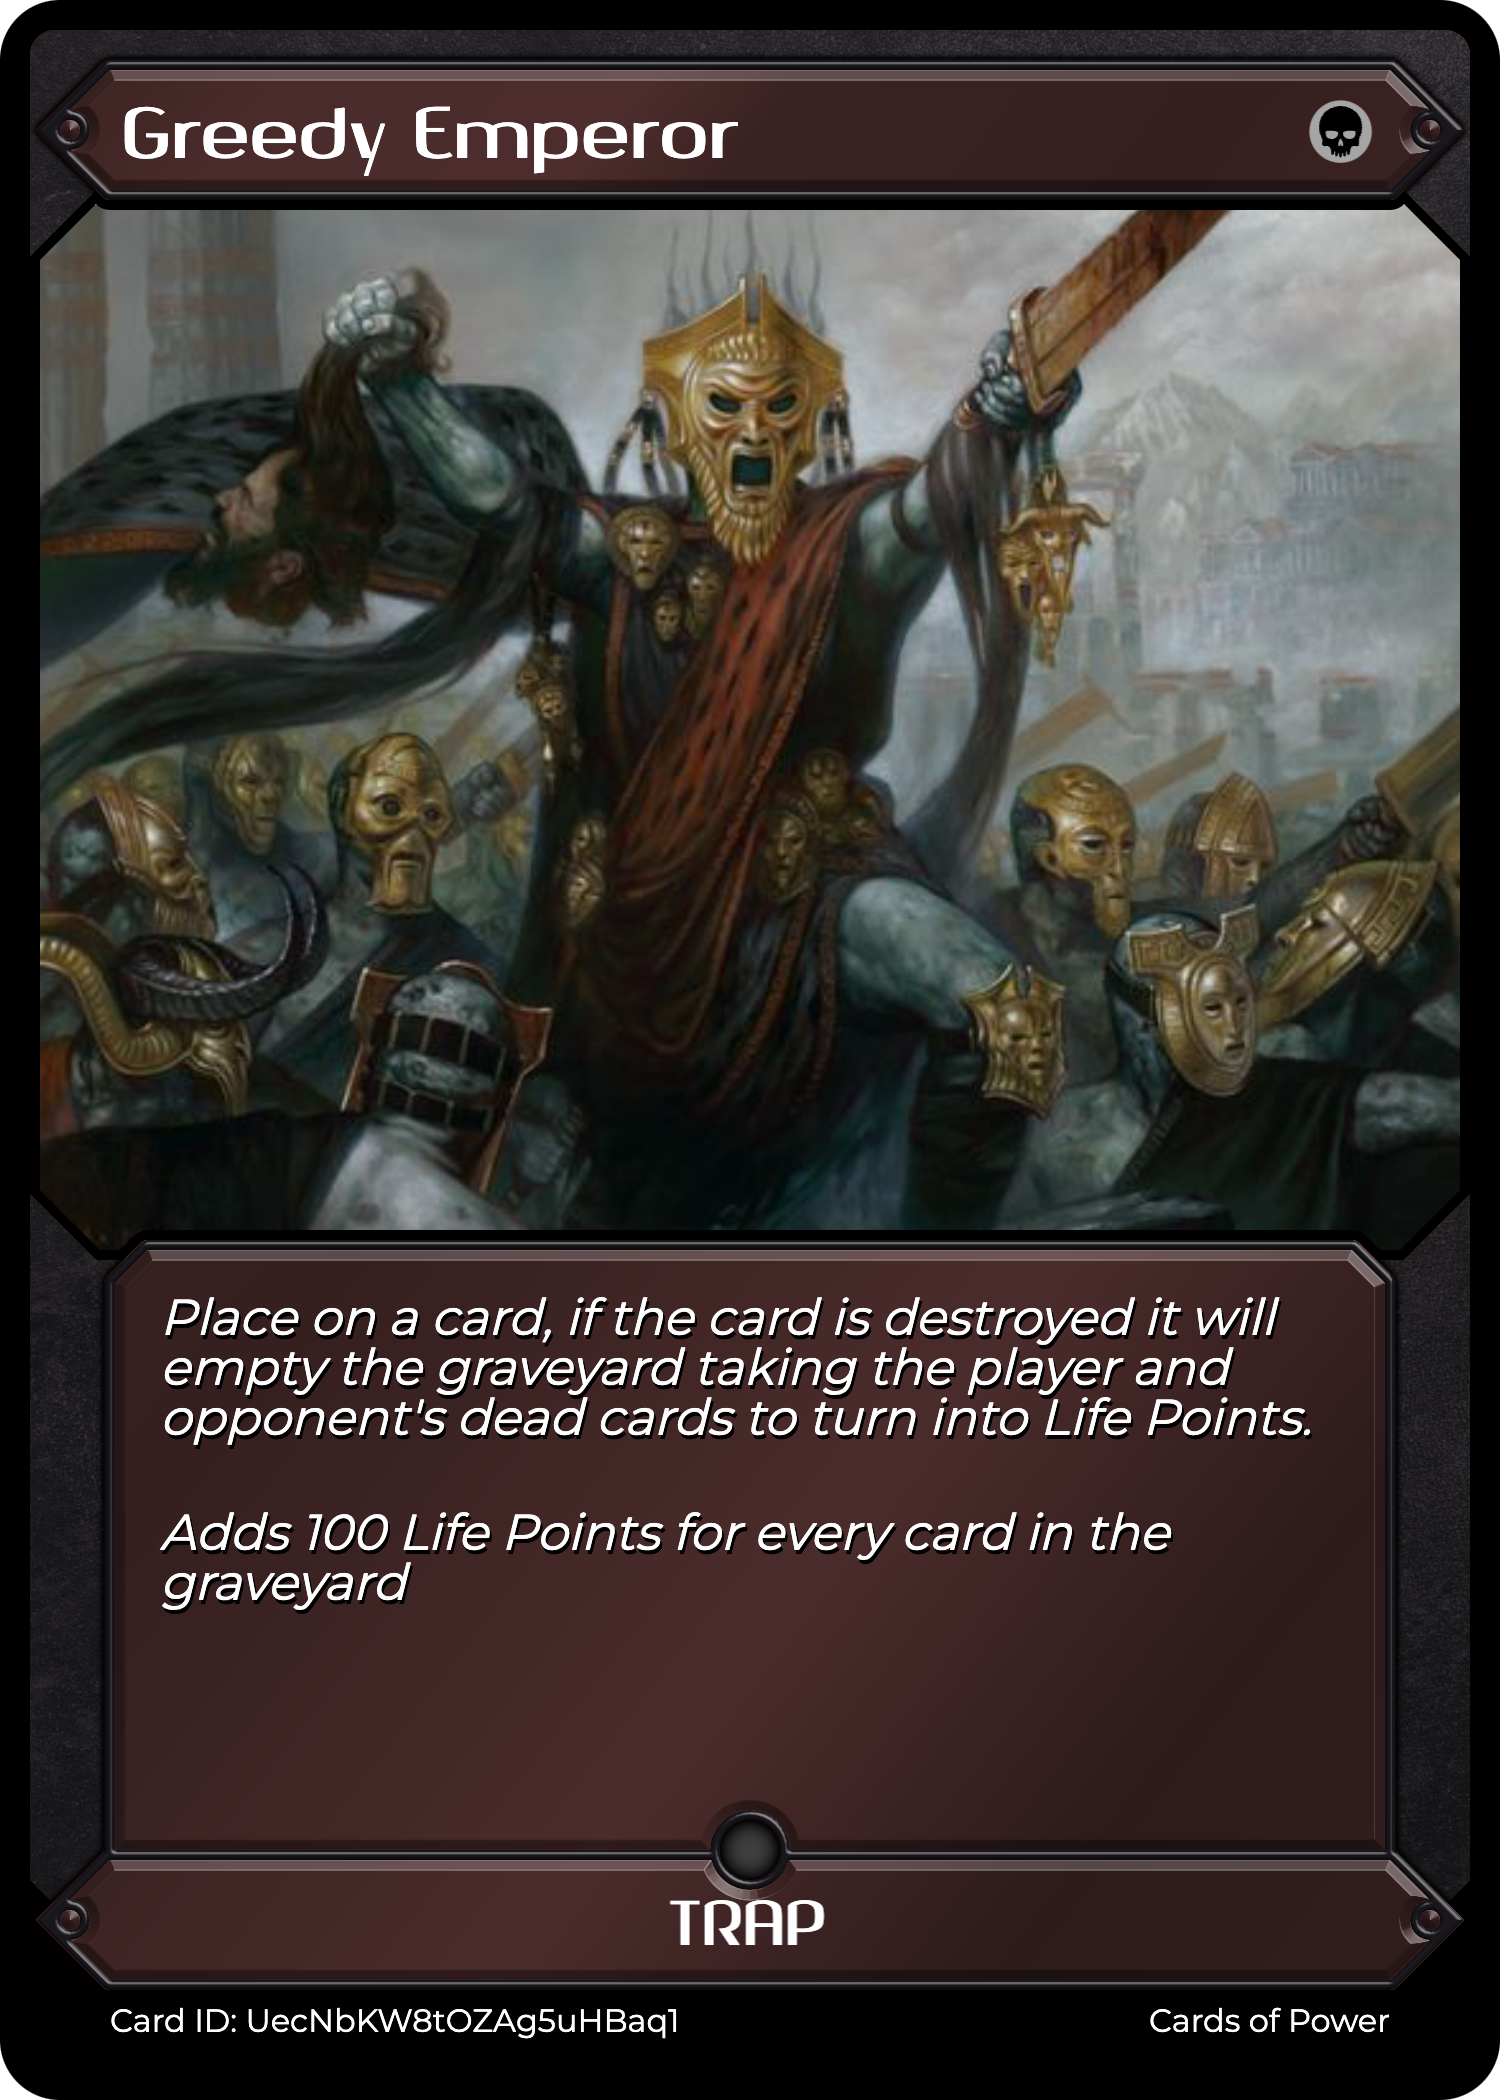 Greedy Emperor
Place on a card, if the card is destroyed it will
empty the graveyard taking the player and
opponent's dead cards to turn into Life Points.
Adds 100 Life Points for every card in the
graveyard
TRAP
Card ID: UecNbKW8tOZAg5uHBaq1
Cards of Power